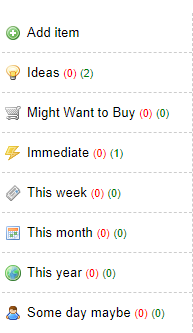 Add item
Ideas (0) (2)
Might Want to Buy (0) (0)
Immediate (0) (1)
This week (0) (0)
This month (0) (0)
This year (0) (0)
Some day maybe (0) (0)